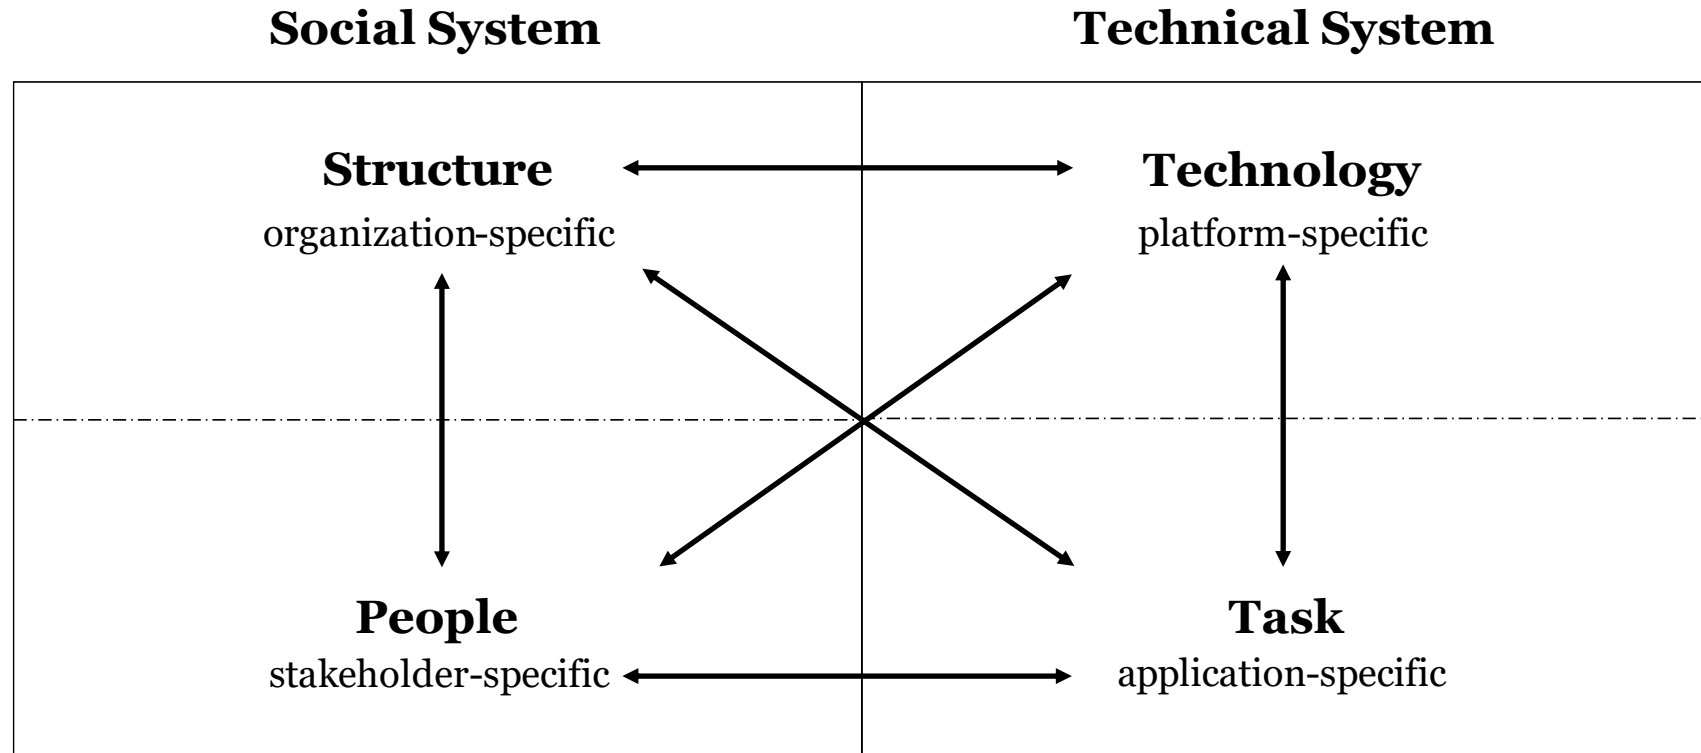 Social System
Technical System
Structure
organization-specific
Technology
platform-specific
People
stakeholder-specific
Task
application-specific